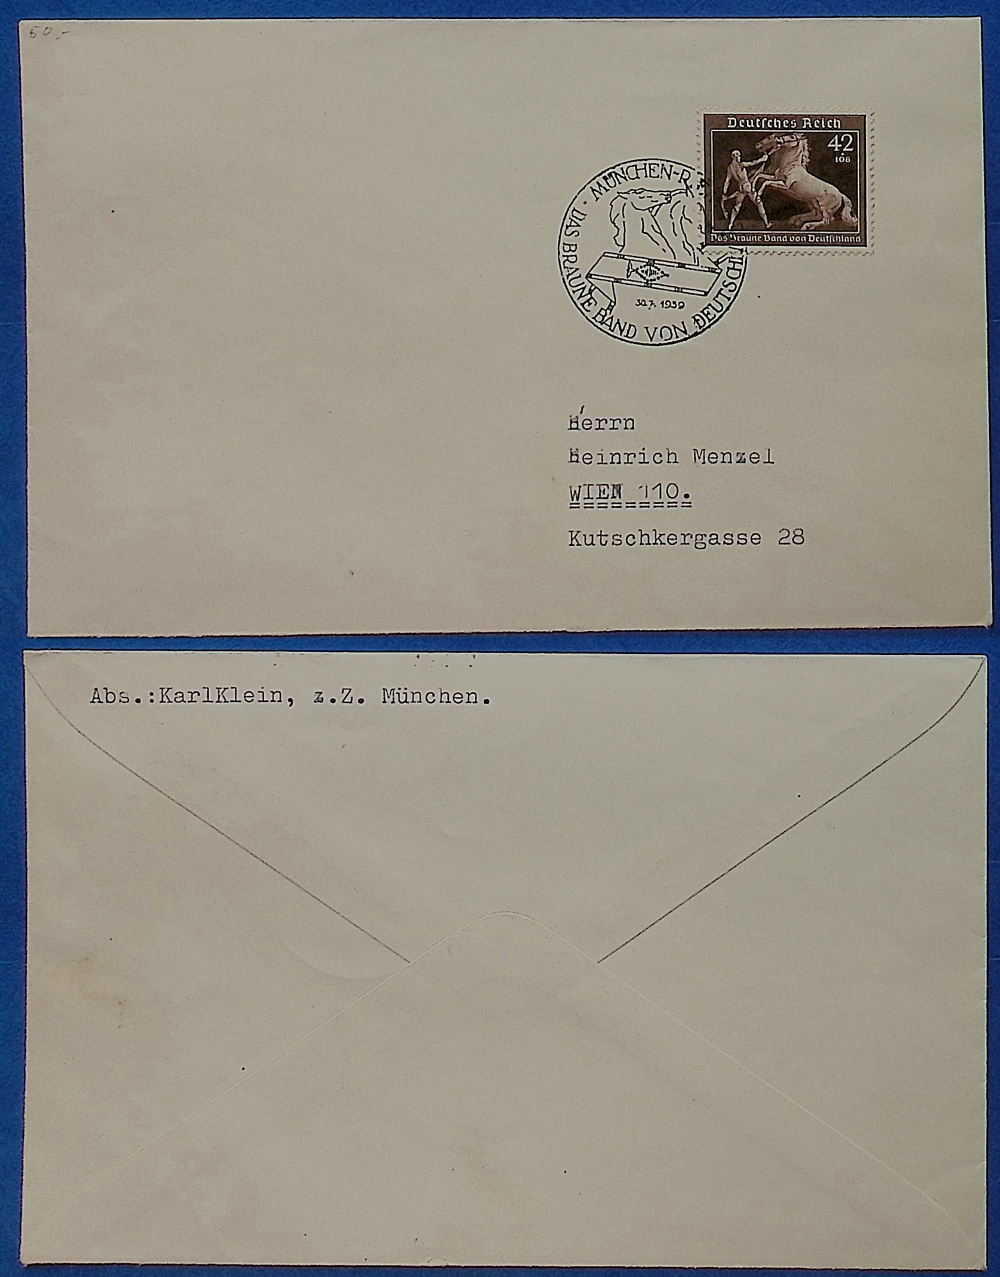 50.-
Deutsches Reich
42
108
Das Braune Band von Deutschland
MÜNCHEN-R
DAS BRAUNE BAND VON DEUTSCHL
30.7.1939
Herrn
Heinrich Menzel
WIEN 110.
Kutschkergasse 28
Abs.:KarlKlein, z.Z. München.